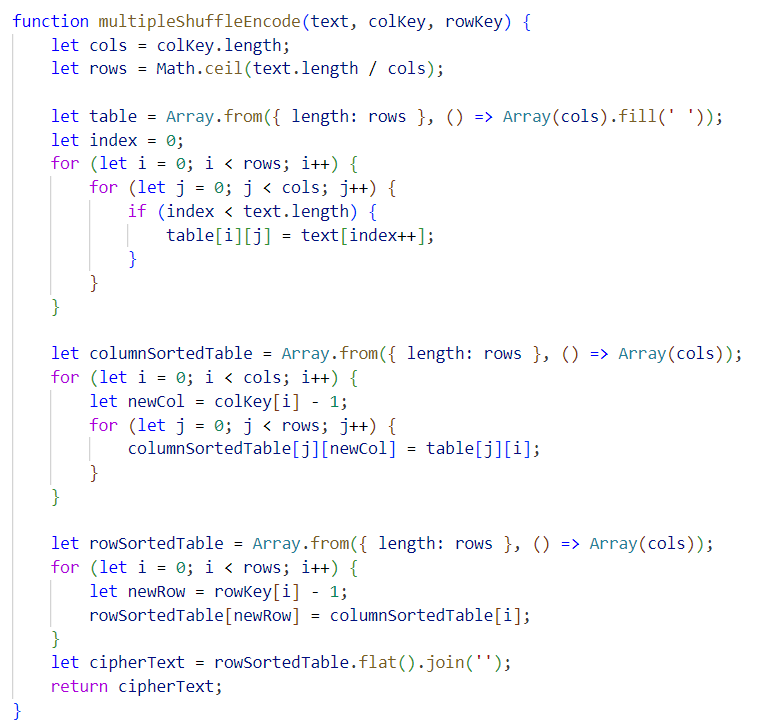 function multipleShuffleEncode(text, colKey, rowKey) {
    let cols = colKey.length;
    let rows = Math.ceil(text.length / cols);

    let table = Array.from({ length: rows }, () => Array(cols).fill(' '));
    let index = 0;
    for (let i = 0; i < rows; i++) {
        for (let j = 0; j < cols; j++) {
            if (index < text.length) {
                table[i][j] = text[index++];
            }
        }
    }

    let columnSortedTable = Array.from({ length: rows }, () => Array(cols));
    for (let i = 0; i < cols; i++) {
        let newCol = colKey[i] - 1;
        for (let j = 0; j < rows; j++) {
            columnSortedTable[j][newCol] = table[j][i];
        }
    }

    let rowSortedTable = Array.from({ length: rows }, () => Array(cols));
    for (let i = 0; i < rows; i++) {
        let newRow = rowKey[i] - 1;
        rowSortedTable[newRow] = columnSortedTable[i];
    }
    let cipherText = rowSortedTable.flat().join('');
    return cipherText;
}